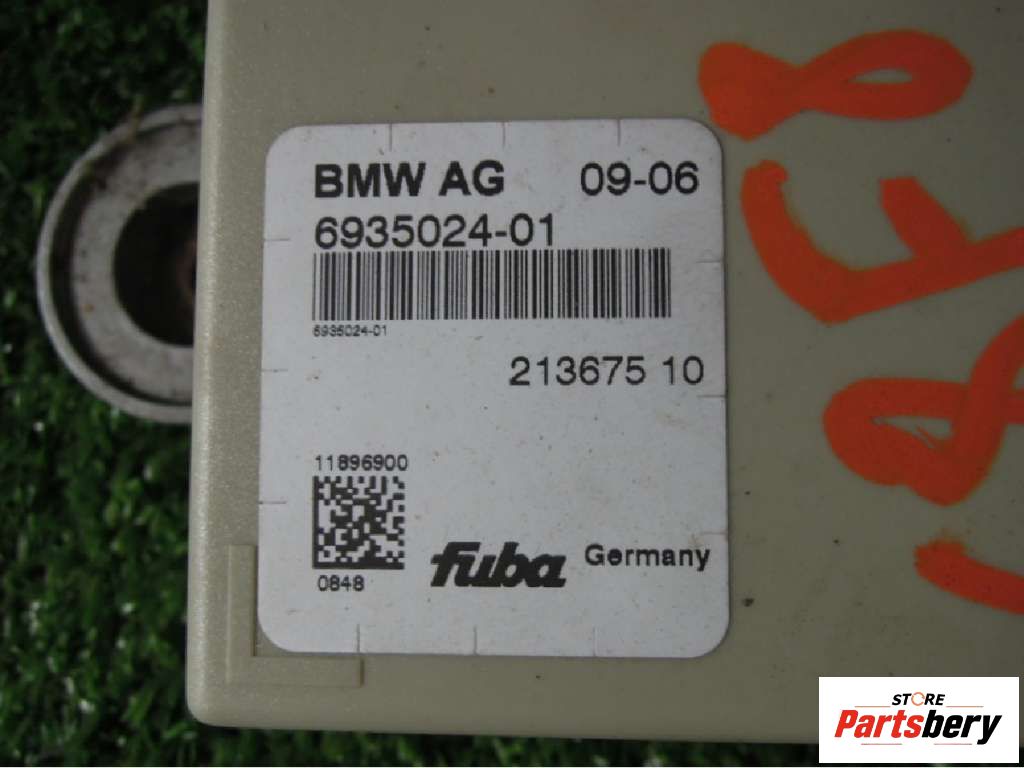 BMW AG 09-06
6935024-01
6935024-01
213675 10
11896900
0848
fuba Germany
STORE
Partsbery